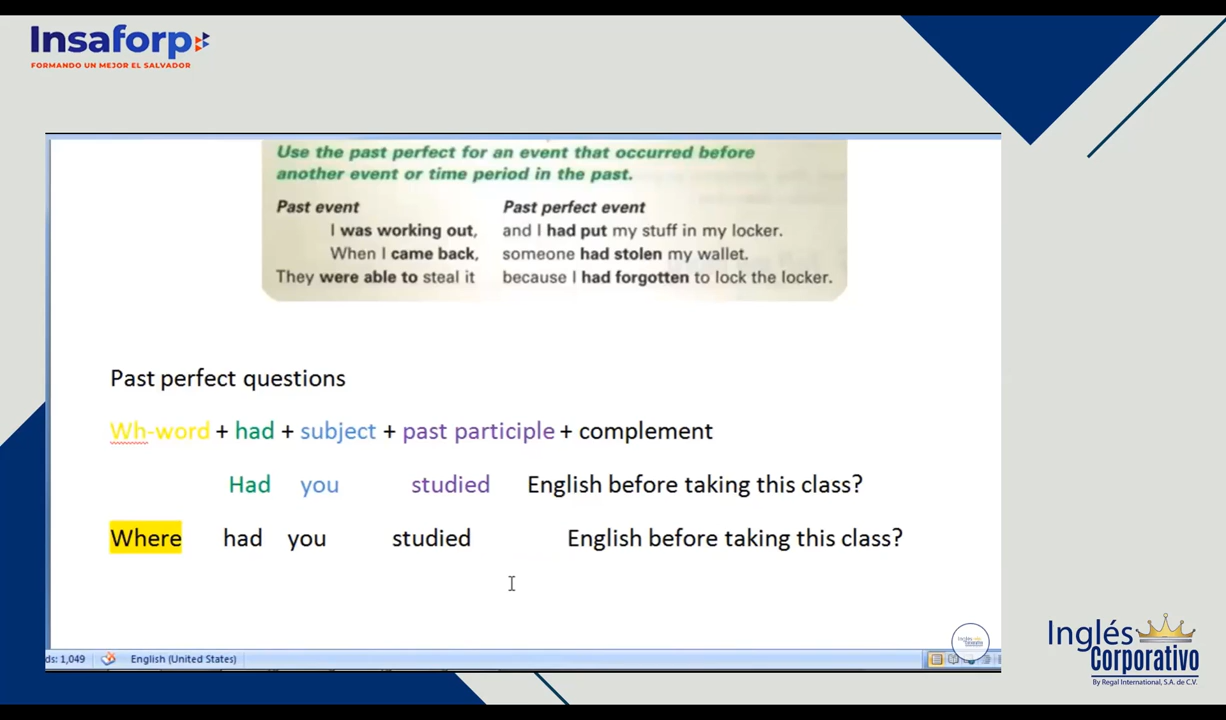 Insaforp
FORMANDO UN MEJOR EL SALVADOR
Use the past perfect for an event that occurred before
another event or time period in the past.
Past event Past perfect event
I was working out, and I had put my stuff in my locker.
When I came back, someone had stolen my wallet.
They were able to steal it because I had forgotten to lock the locker.
Past perfect questions
Wh-word + had + subject + past participle + complement
Had you studied English before taking this class?
Where had you studied English before taking this class?
ds: 1,049 English (United States)
Inglés
Corporativo
By Regal International, S.A. de C.V.